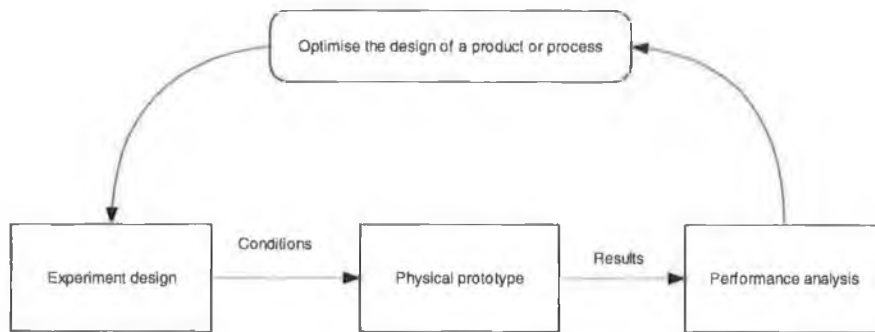 Optimise the design of a product or process
Conditions
Results
Experiment design
Physical prototype
Performance analysis